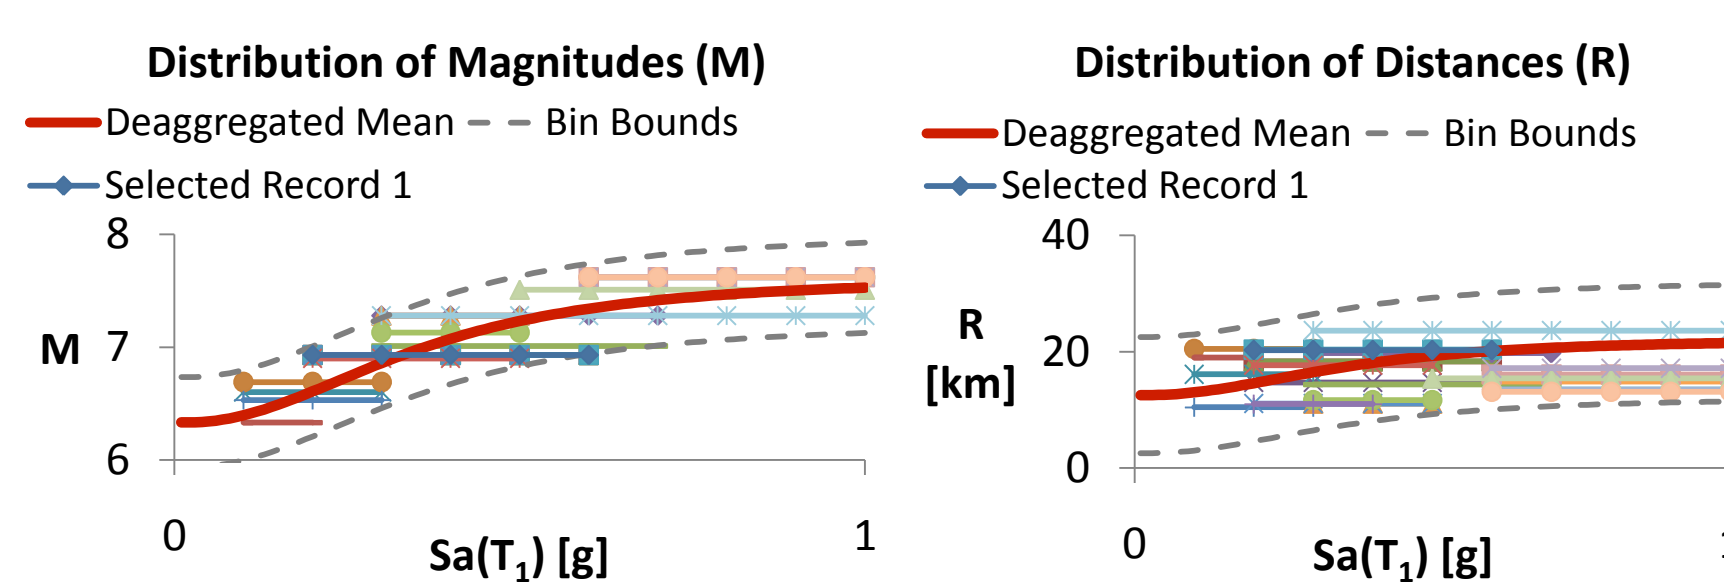 Distribution of Magnitudes (M)
Deaggregated Mean Bin Bounds
Selected Record 1
8
7
6
M
0
1
Sa(T₁) [g]
Distribution of Distances (R)
Deaggregated Mean Bin Bounds
Selected Record 1
40
20
0
R
[km]
0
Sa(T₁) [g]